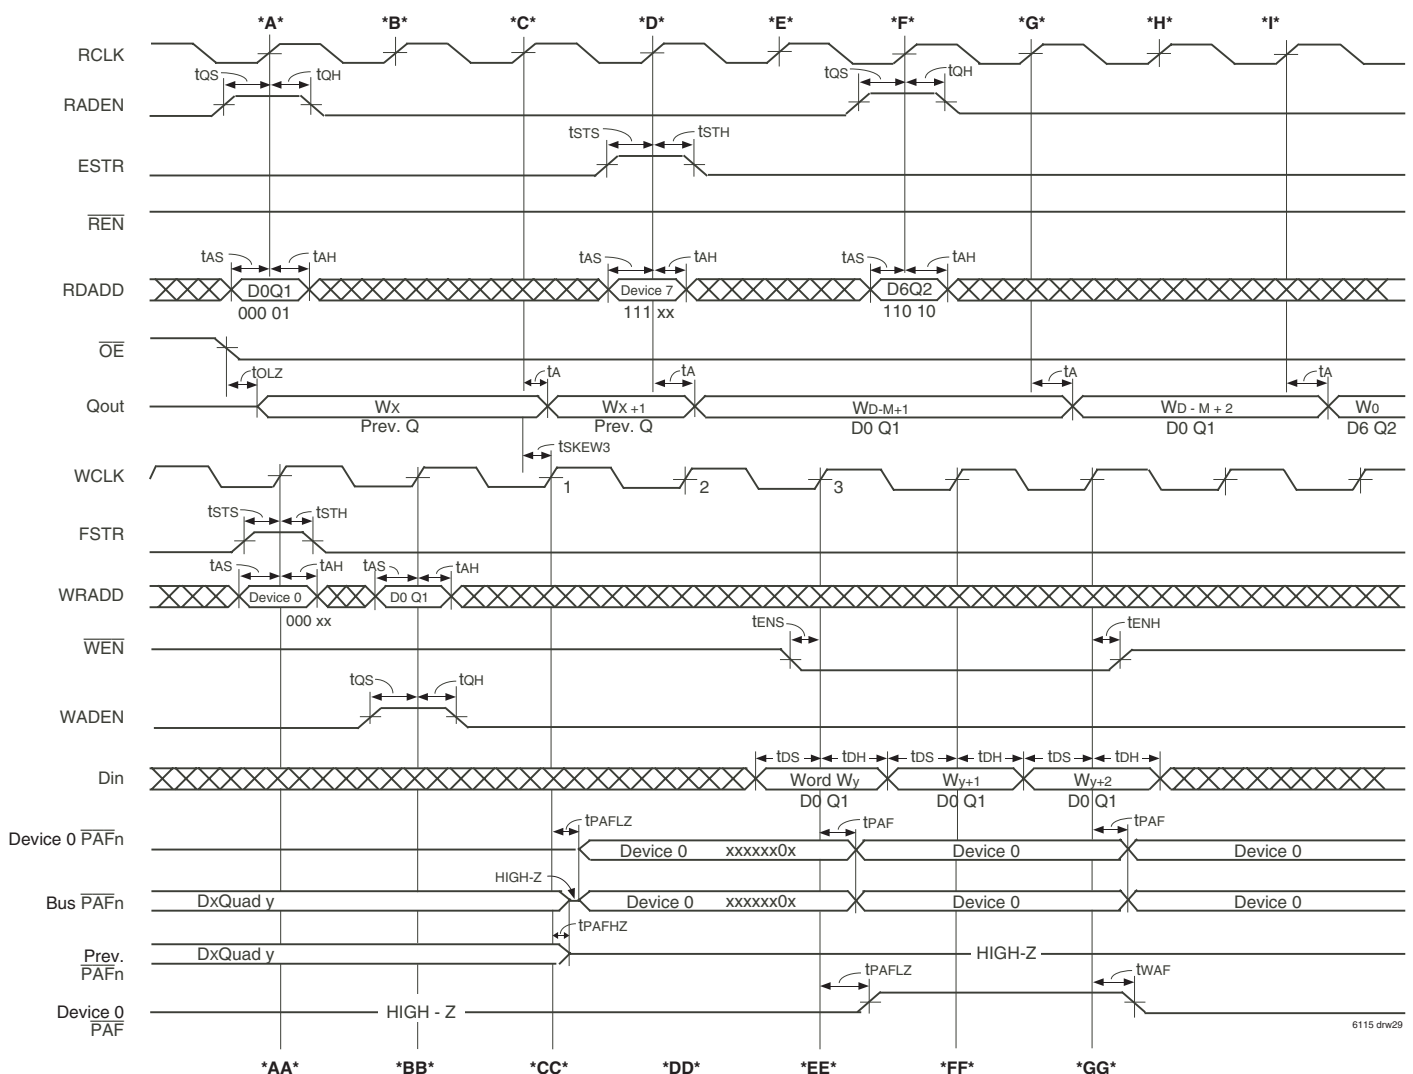 *A* *B* *C* *D* *E* *F* *G* *H* *I*
RCLK
tQS tQH tQS tQH
RADEN
tSTS tSTH
ESTR
REN
tAS tAH tAS tAH tAS tAH
RDADD D0Q1 Device 7 D6Q2
000 01 111 xx 110 10
OE
tOLZ tA tA tA tA
Qout Wx Wx +1 WD-M+1 WD - M + 2 W0
Prev. Q Prev. Q D0 Q1 D0 Q1 D6 Q2
tSKEW3
WCLK 1 2 3
tSTS tSTH
FSTR
tAS tAH tAS tAH
WRADD Device 0 D0 Q1
000 xx
tENS tENH
WEN
tQS tQH
WADEN
tDS tDH tDS tDH tDS tDH
Din Word Wy Wy+1 Wy+2
D0 Q1 D0 Q1 D0 Q1
tPAFLZ tPAF tPAF
Device 0 PAFn Device 0 xxxxxx0x Device 0 Device 0
HIGH-Z
Bus PAFn DxQuad y Device 0 xxxxxx0x Device 0 Device 0
tPAFHZ
Prev. PAFn DxQuad y HIGH-Z
tPAFLZ tWAF
Device 0 PAF HIGH - Z
6115 drw29
*AA* *BB* *CC* *DD* *EE* *FF* *GG*